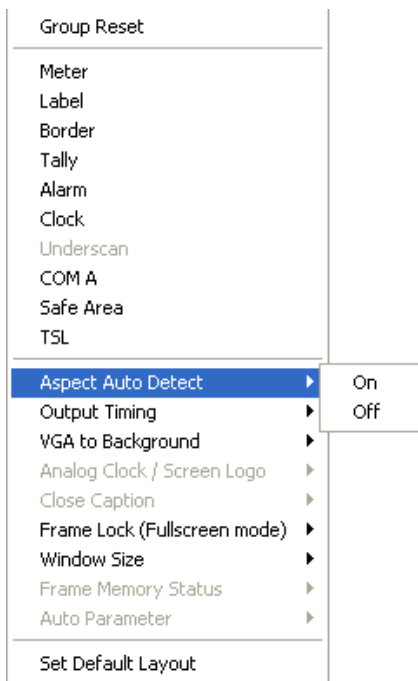 Group Reset
Meter
Label
Border
Tally
Alarm
Clock
Underscan
COM A
Safe Area
TSL
Aspect Auto Detect
On
Output Timing
Off
VGA to Background
Analog Clock / Screen Logo
Close Caption
Frame Lock (Fullscreen mode)
Window Size
Frame Memory Status
Auto Parameter
Set Default Layout